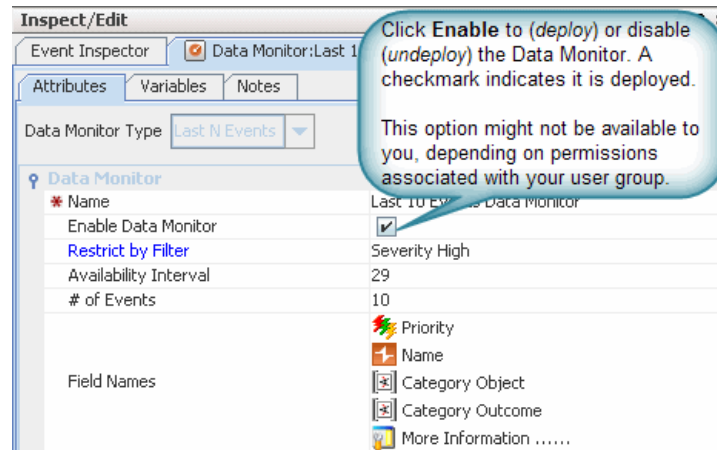 Inspect/Edit
Event Inspector
Data Monitor:Last 1
Click Enable to (deploy) or disable
(undeploy) the Data Monitor. A
checkmark indicates it is deployed.
This option might not be available to
you, depending on permissions
associated with your user group.
Attributes
Variables
Notes
Data Monitor Type
Last N Events
Data Monitor
* Name
Last 10 Events Data Monitor
Enable Data Monitor
Restrict by Filter
Severity High
Availability Interval
29
# of Events
10
Field Names
Priority
Name
Category Object
Category Outcome
More Information ......